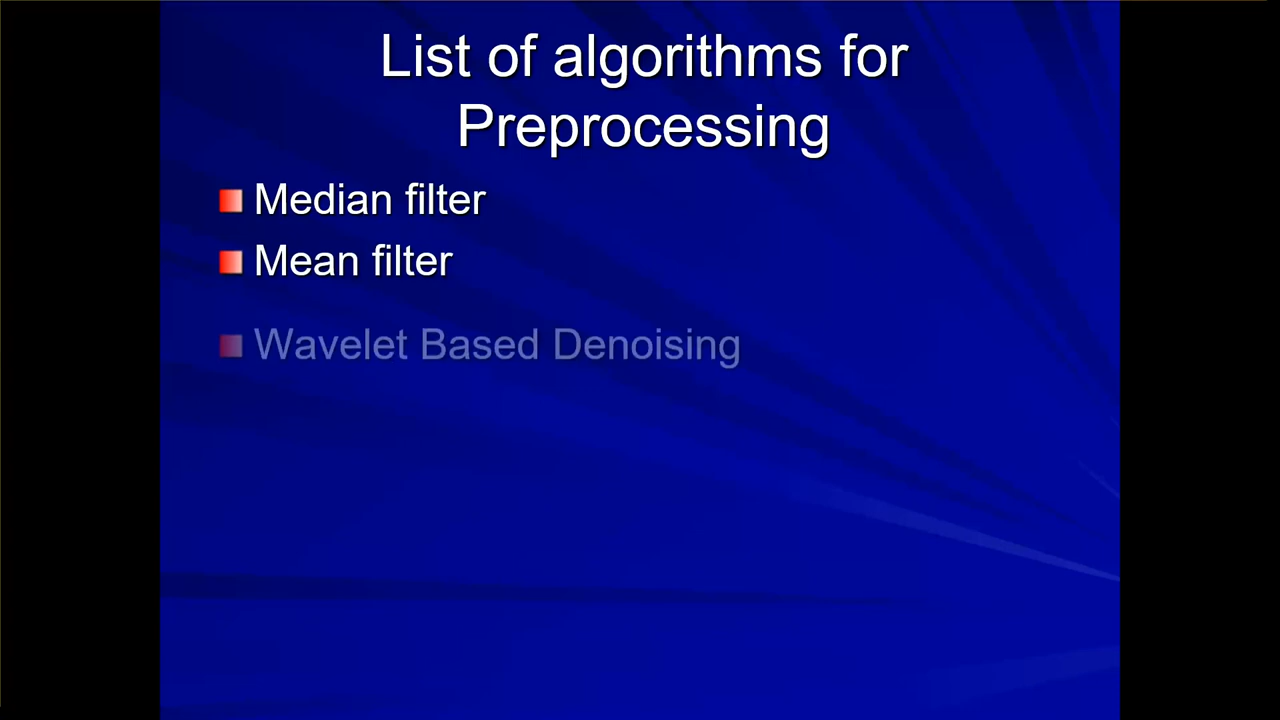 List of algorithms for
Preprocessing
Median filter
Mean filter
Wavelet Based Denoising